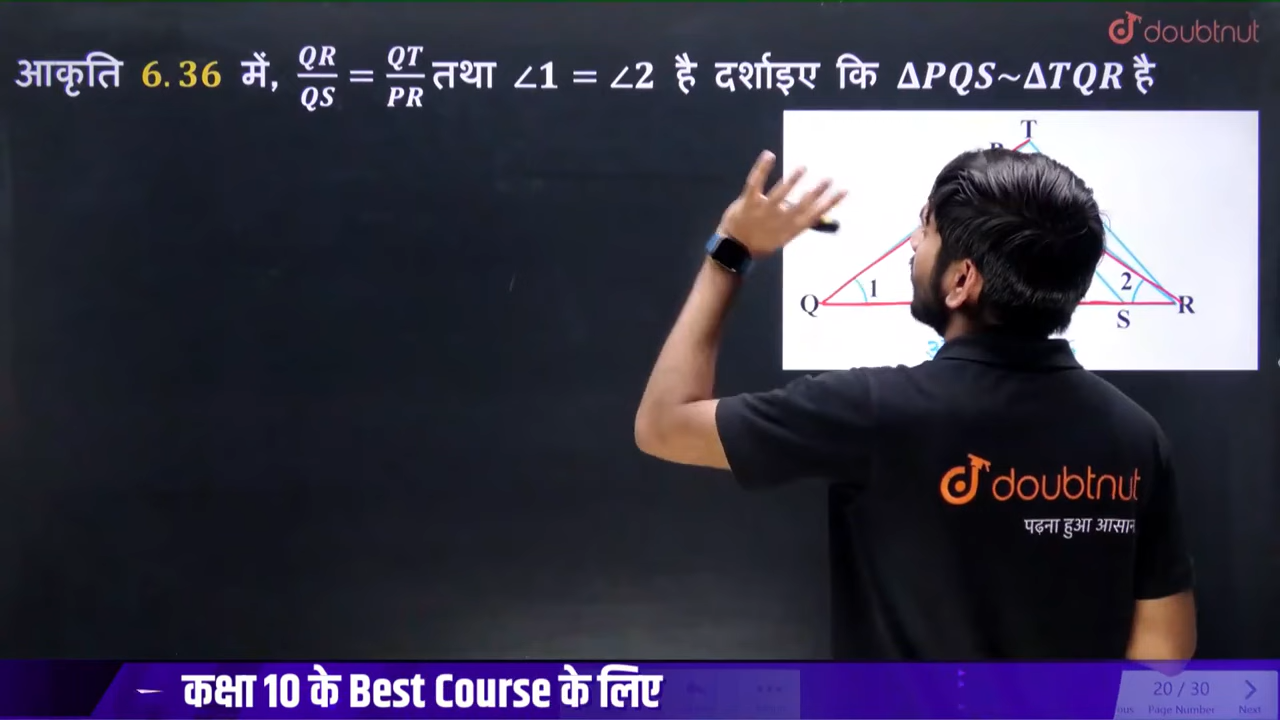 doubtnut
आकृति 6.36 में, QR/QS = QT/PR तथा ∠1 = ∠2 है दर्शाइए कि ΔPQS~ΔTQR है
T
P
1
2
Q
S
R
doubtnut
पढ़ना हुआ आसान
कक्षा 10 के Best Course के लिए
20 / 30
Page Number
Next